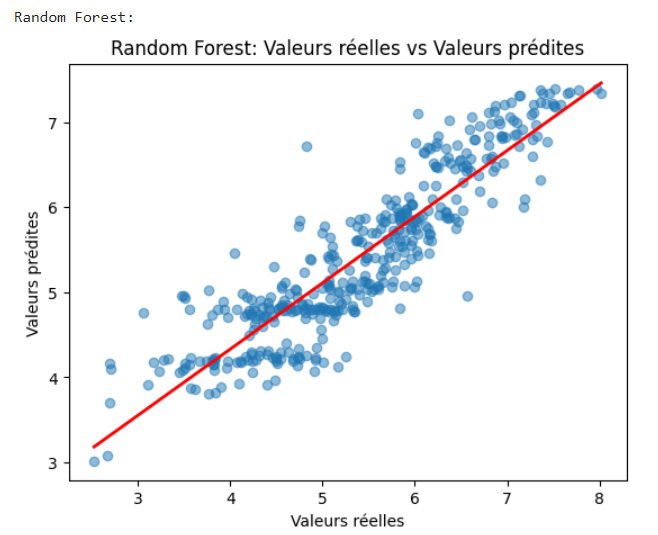 Random Forest:
Random Forest: Valeurs réelles vs Valeurs prédites
7
6
5
4
3
Valeurs prédites
3 4 5 6 7 8
Valeurs réelles